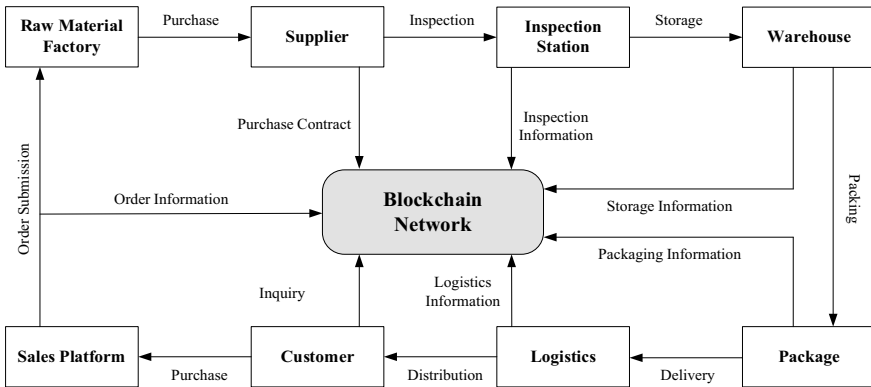 Raw Material
Factory
Purchase
Supplier
Inspection
Inspection
Station
Storage
Warehouse
Purchase Contract
Inspection
Information
Order Submission
Order Information
Blockchain
Network
Storage Information
Packing
Packaging Information
Inquiry
Logistics
Information
Sales Platform
Purchase
Customer
Distribution
Logistics
Delivery
Package